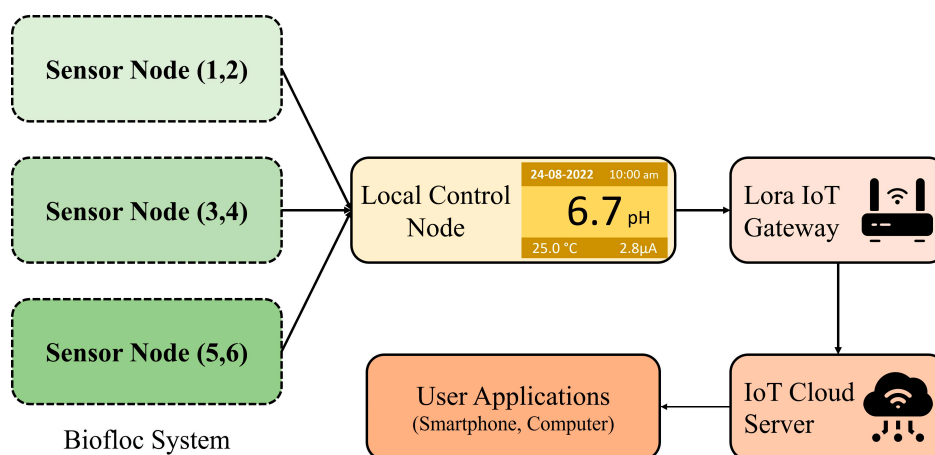 Sensor Node (1,2)
Sensor Node (3,4)
Sensor Node (5,6)
Biofloc System
Local Control
Node
24-08-2022 10:00 am
6.7 pH
25.0 °C 2.8µA
Lora IoT
Gateway
IoT Cloud
Server
User Applications
(Smartphone, Computer)